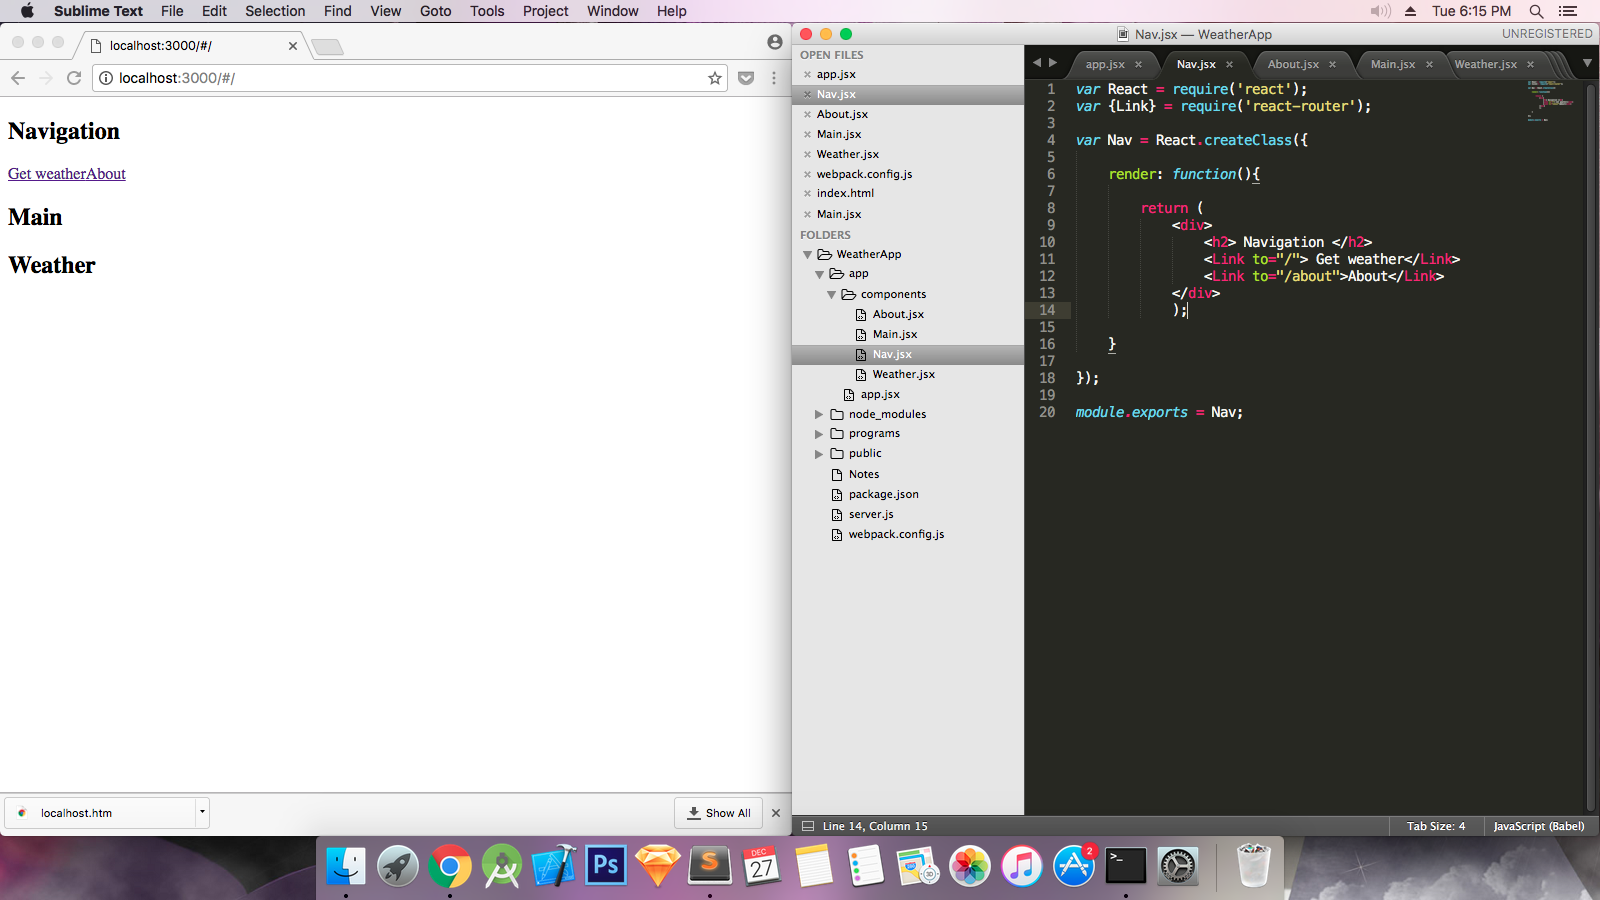 Sublime Text File Edit Selection Find View Goto Tools Project Window Help Tue 6:15 PM
localhost:3000/#/
localhost:3000/#/
Navigation
Get weatherAbout
Main
Weather
localhost.htm
Show All
Nav.jsx — WeatherApp
UNREGISTERED
OPEN FILES
app.jsx
Nav.jsx
About.jsx
Main.jsx
Weather.jsx
webpack.config.js
index.html
Main.jsx
FOLDERS
WeatherApp
app
components
About.jsx
Main.jsx
Nav.jsx
Weather.jsx
app.jsx
node_modules
programs
public
Notes
package.json
server.js
webpack.config.js
app.jsx Nav.jsx About.jsx Main.jsx Weather.jsx
1 var React = require('react');
2 var {Link} = require('react-router');
3
4 var Nav = React.createClass({
5
6 render: function(){
7
8 return (
9 <div>
10 <h2> Navigation </h2>
11 <Link to="/"> Get weather</Link>
12 <Link to="/about">About</Link>
13 </div>
14 );
15
16 }
17
18 });
19
20 module.exports = Nav;
Line 14, Column 15
Tab Size: 4
JavaScript (Babel)
Ps
S
DEC
27
3D
2
>_